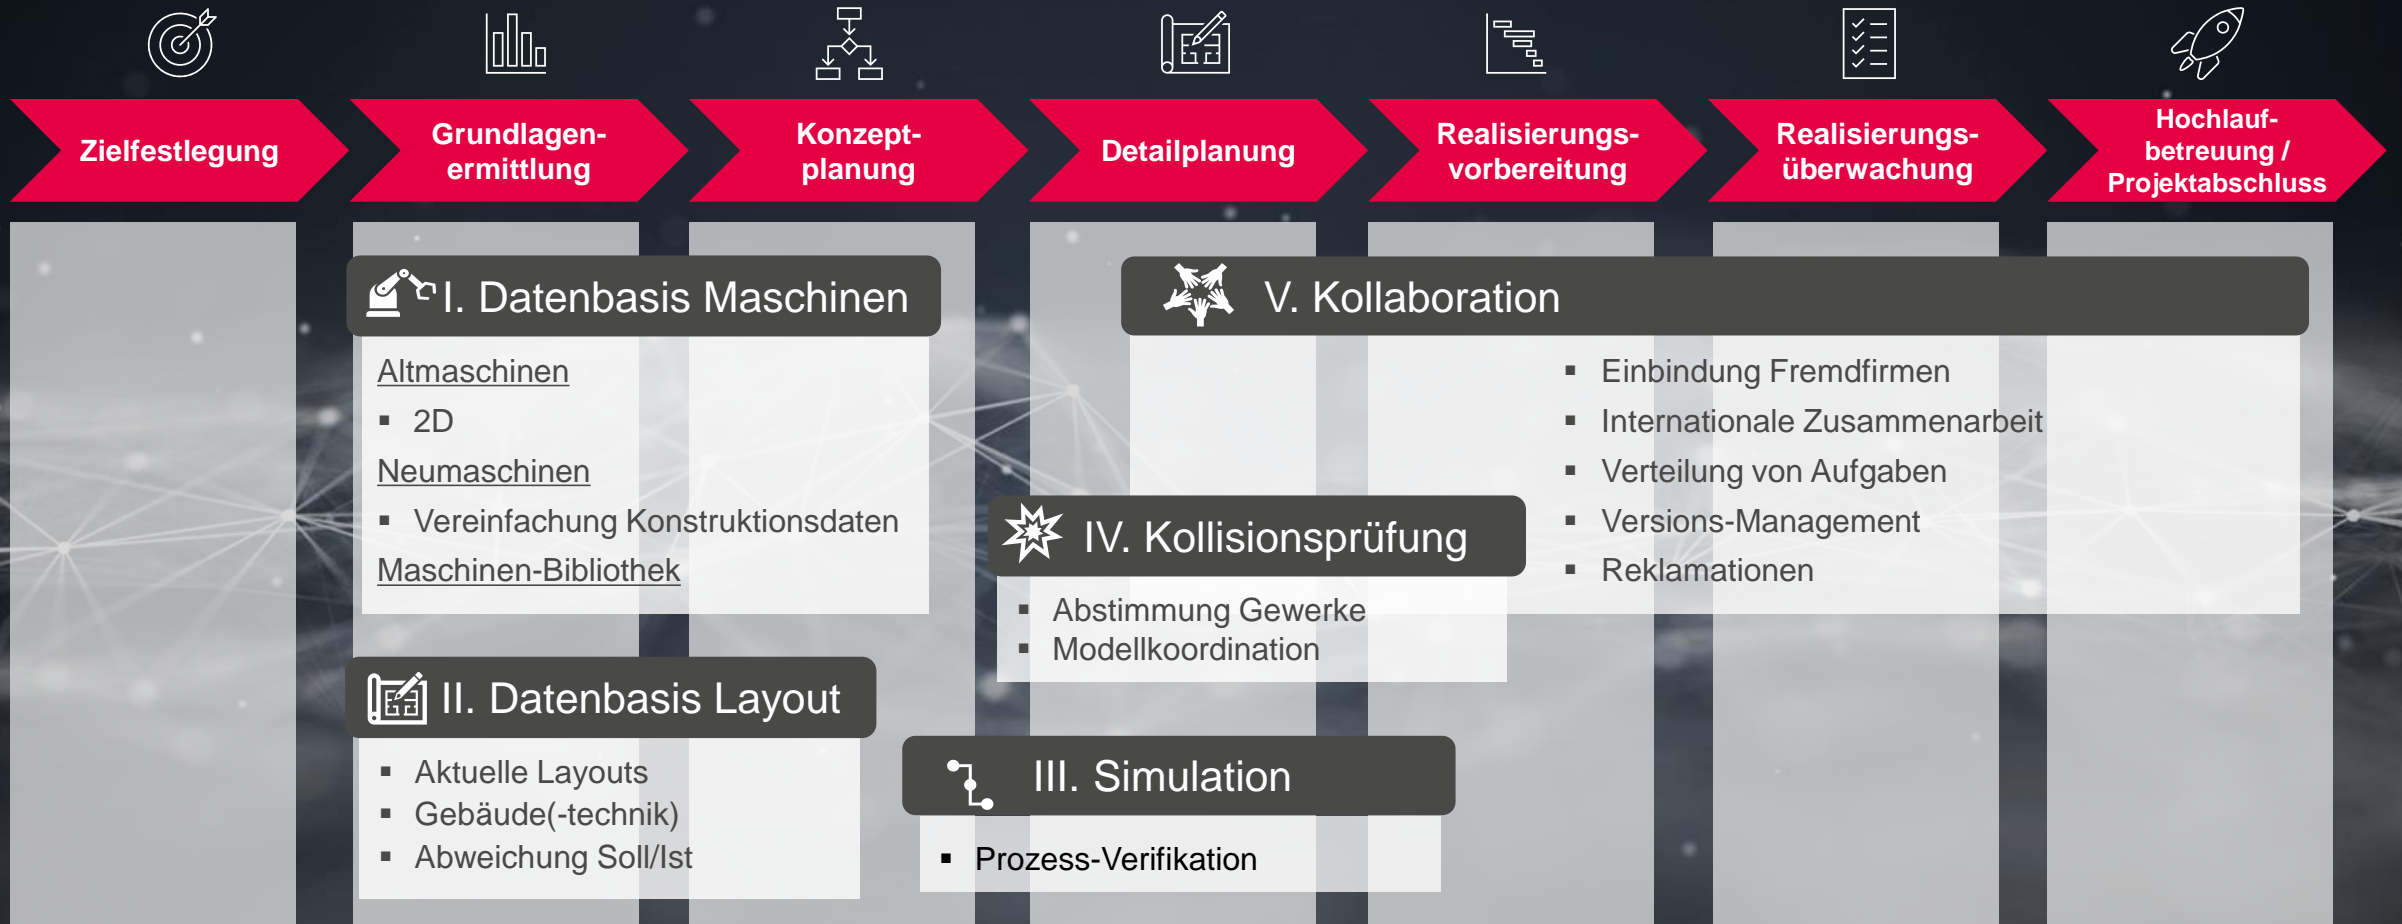 Zielfestlegung
Grundlagen-
ermittlung
Konzept-
planung
Detailplanung
Realisierungs-
vorbereitung
Realisierungs-
überwachung
Hochlauf-
betreuung /
Projektabschluss
I. Datenbasis Maschinen
Altmaschinen
▪ 2D
Neumaschinen
▪ Vereinfachung Konstruktionsdaten
Maschinen-Bibliothek
II. Datenbasis Layout
▪ Aktuelle Layouts
▪ Gebäude(-technik)
▪ Abweichung Soll/Ist
III. Simulation
▪ Prozess-Verifikation
IV. Kollisionsprüfung
▪ Abstimmung Gewerke
▪ Modellkoordination
V. Kollaboration
▪ Einbindung Fremdfirmen
▪ Internationale Zusammenarbeit
▪ Verteilung von Aufgaben
▪ Versions-Management
▪ Reklamationen